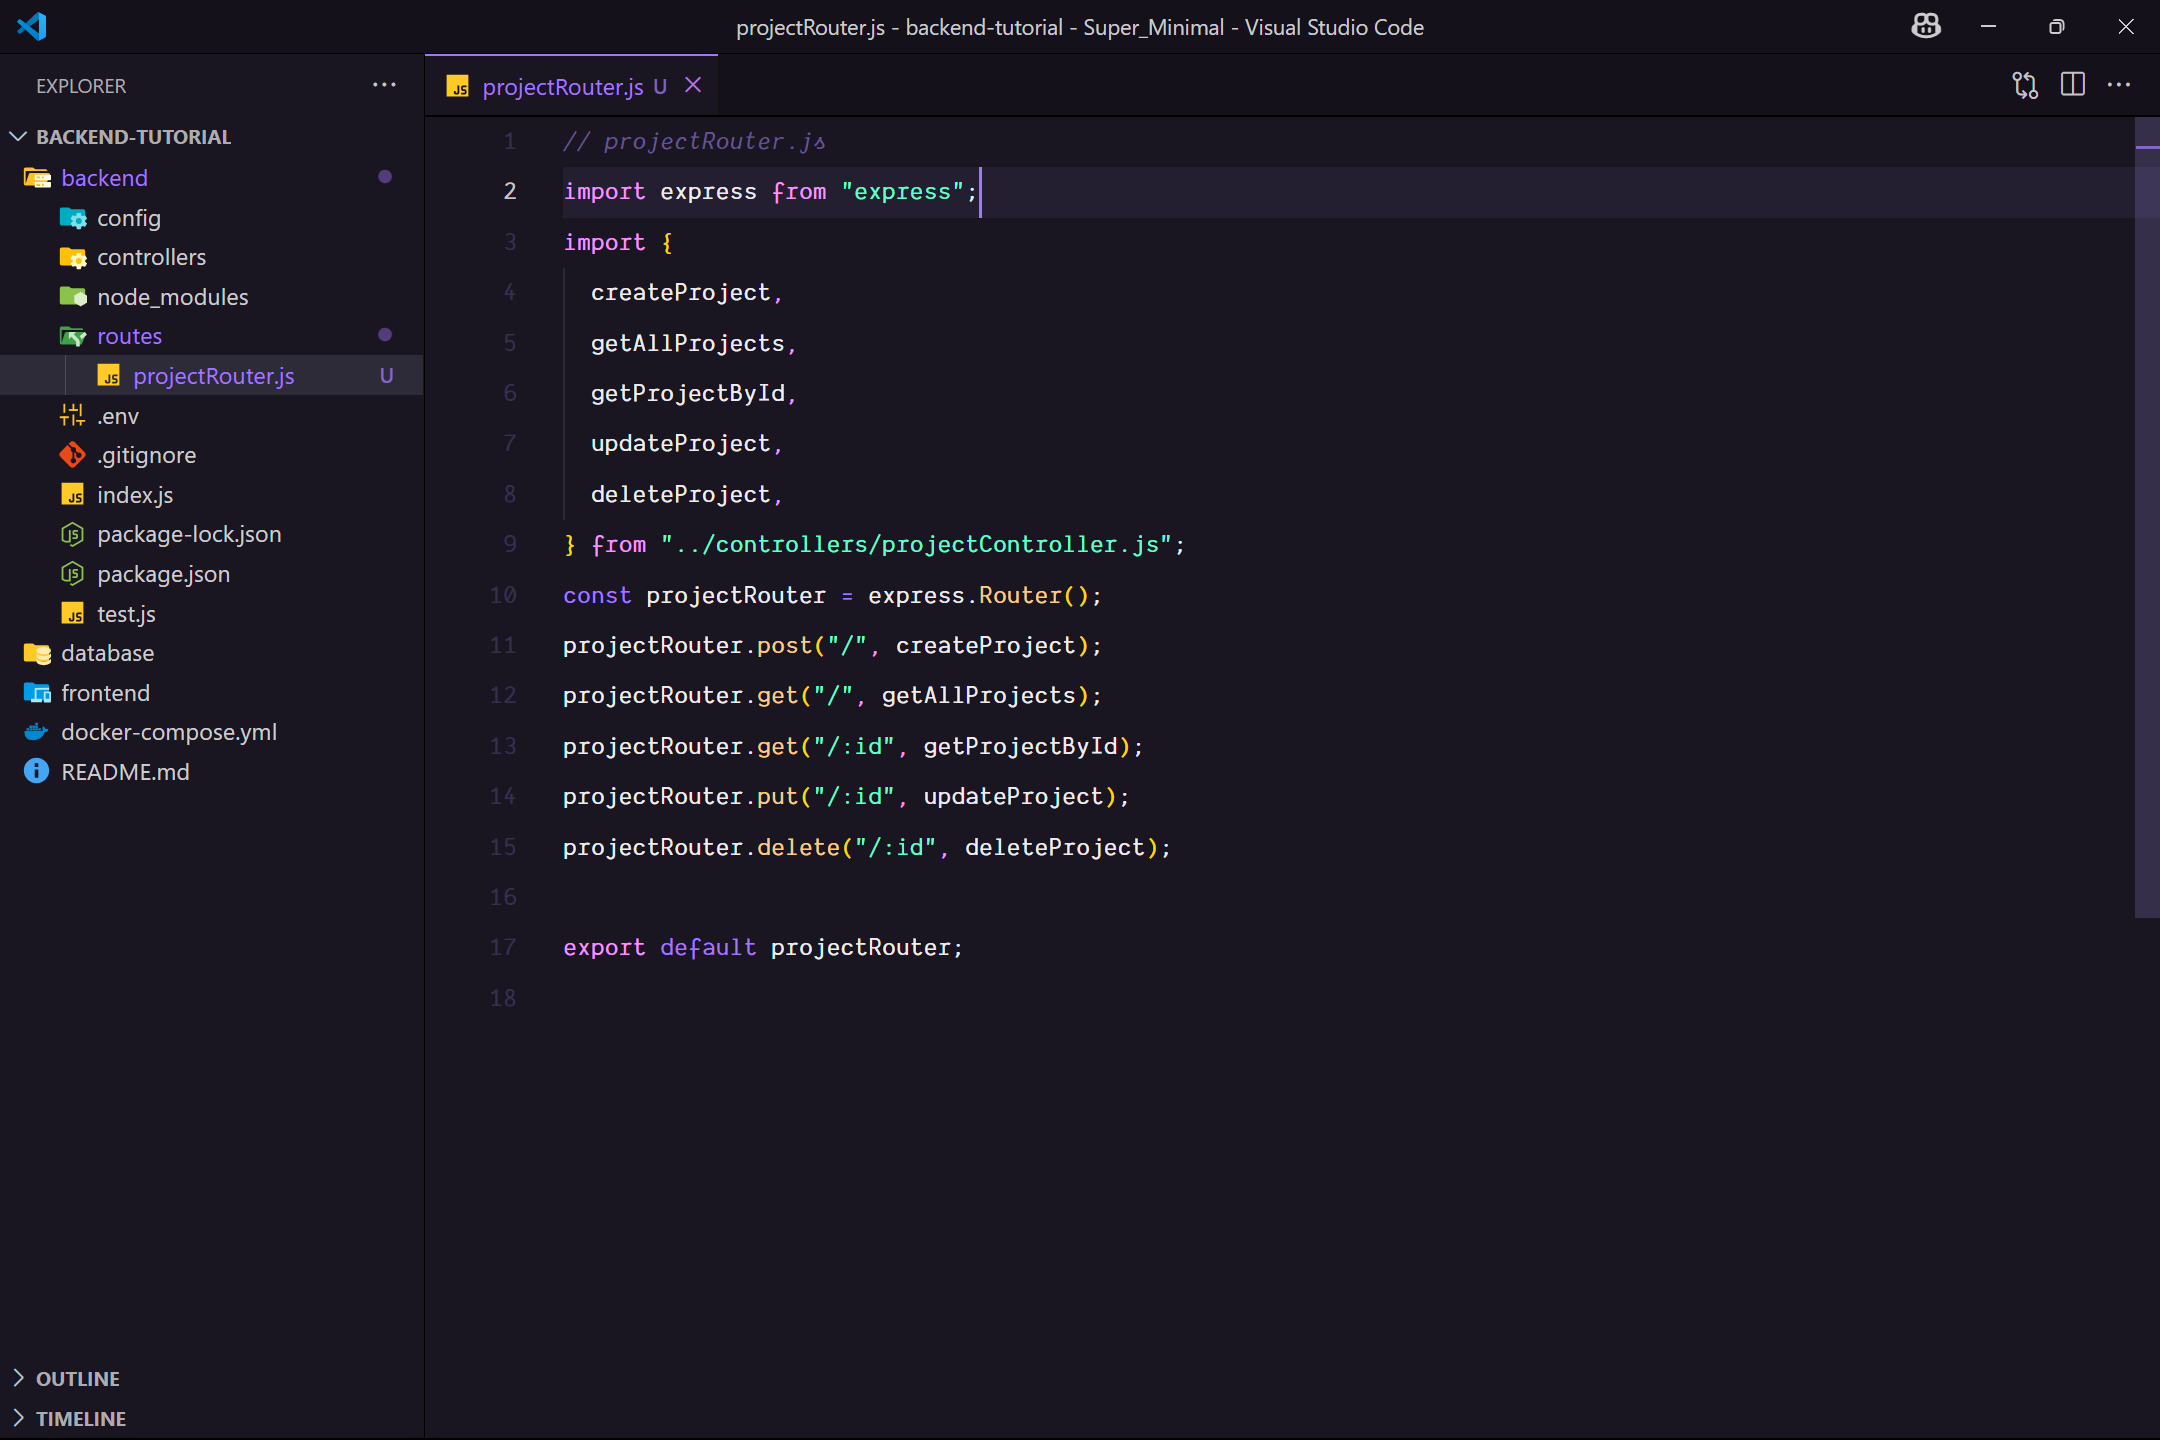 projectRouter.js - backend-tutorial - Super_Minimal - Visual Studio Code
EXPLORER
BACKEND-TUTORIAL
backend
config
controllers
node_modules
routes
projectRouter.js U
.env
.gitignore
index.js
package-lock.json
package.json
test.js
database
frontend
docker-compose.yml
README.md
OUTLINE
TIMELINE
projectRouter.js U
1 // projectRouter.js
2 import express from "express";
3 import {
4   createProject,
5   getAllProjects,
6   getProjectById,
7   updateProject,
8   deleteProject,
9 } from "../controllers/projectController.js";
10 const projectRouter = express.Router();
11 projectRouter.post("/", createProject);
12 projectRouter.get("/", getAllProjects);
13 projectRouter.get("/:id", getProjectById);
14 projectRouter.put("/:id", updateProject);
15 projectRouter.delete("/:id", deleteProject);
16
17 export default projectRouter;
18